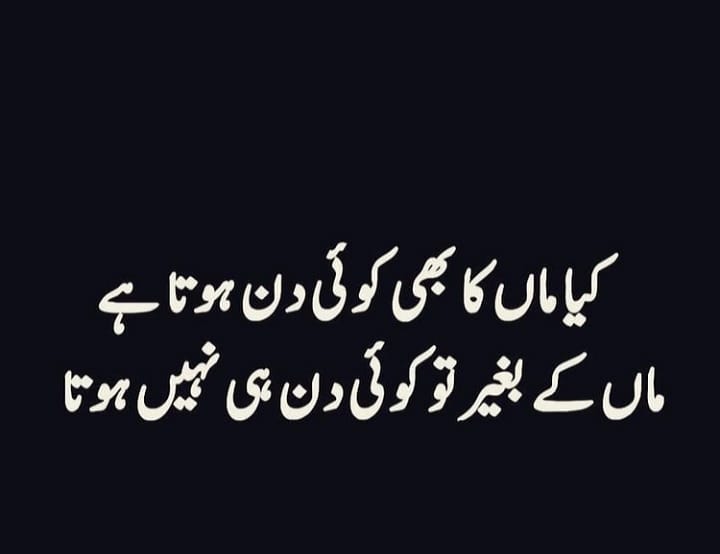 کیا ماں کا بھی کوئی دن ہوتا ہے
ماں کے بغیر تو کوئی دن ہی نہیں ہوتا